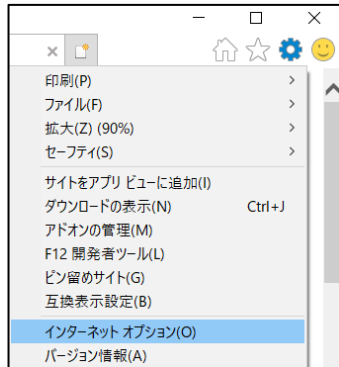 印刷(P)
ファイル(F)
拡大(Z) (90%)
セーフティ(S)
サイトをアプリ ビューに追加(I)
ダウンロードの表示(N) Ctrl+J
アドオンの管理(M)
F12 開発者ツール(L)
ピン留めサイト(G)
互換表示設定(B)
インターネット オプション(O)
バージョン情報(A)